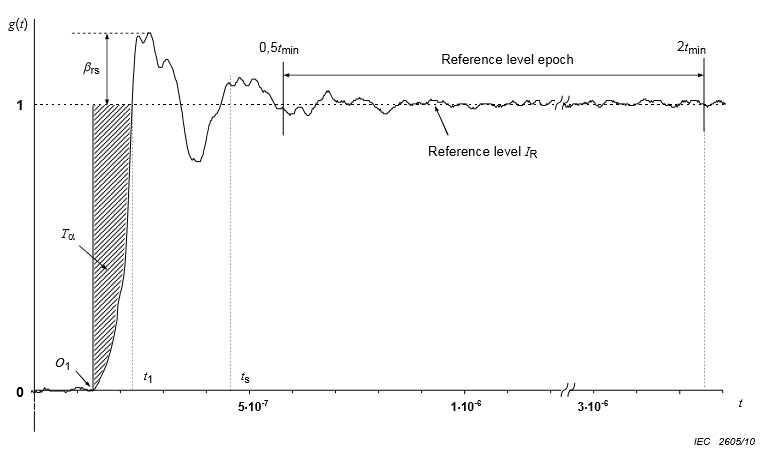 g(t)
0,5tmin
2tmin
Reference level epoch
βrs
1
Reference level IR
Tα
O1
t1
ts
0
5·10-7
1·10-6
3·10-6
t
IEC 2605/10